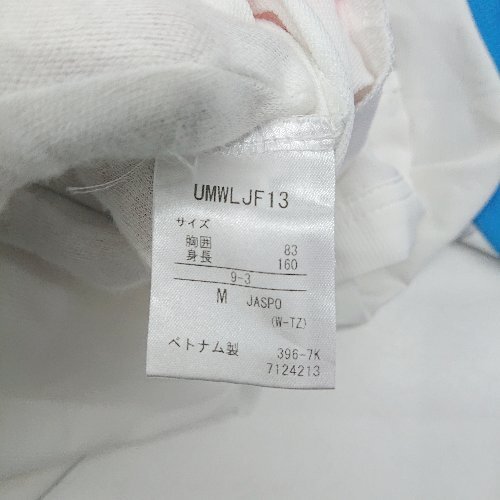 UMWLJF13
サイズ
胸囲 83
身長 160
9-3
M JASPO
(W-TZ)
ベトナム製 396-7K
7124213